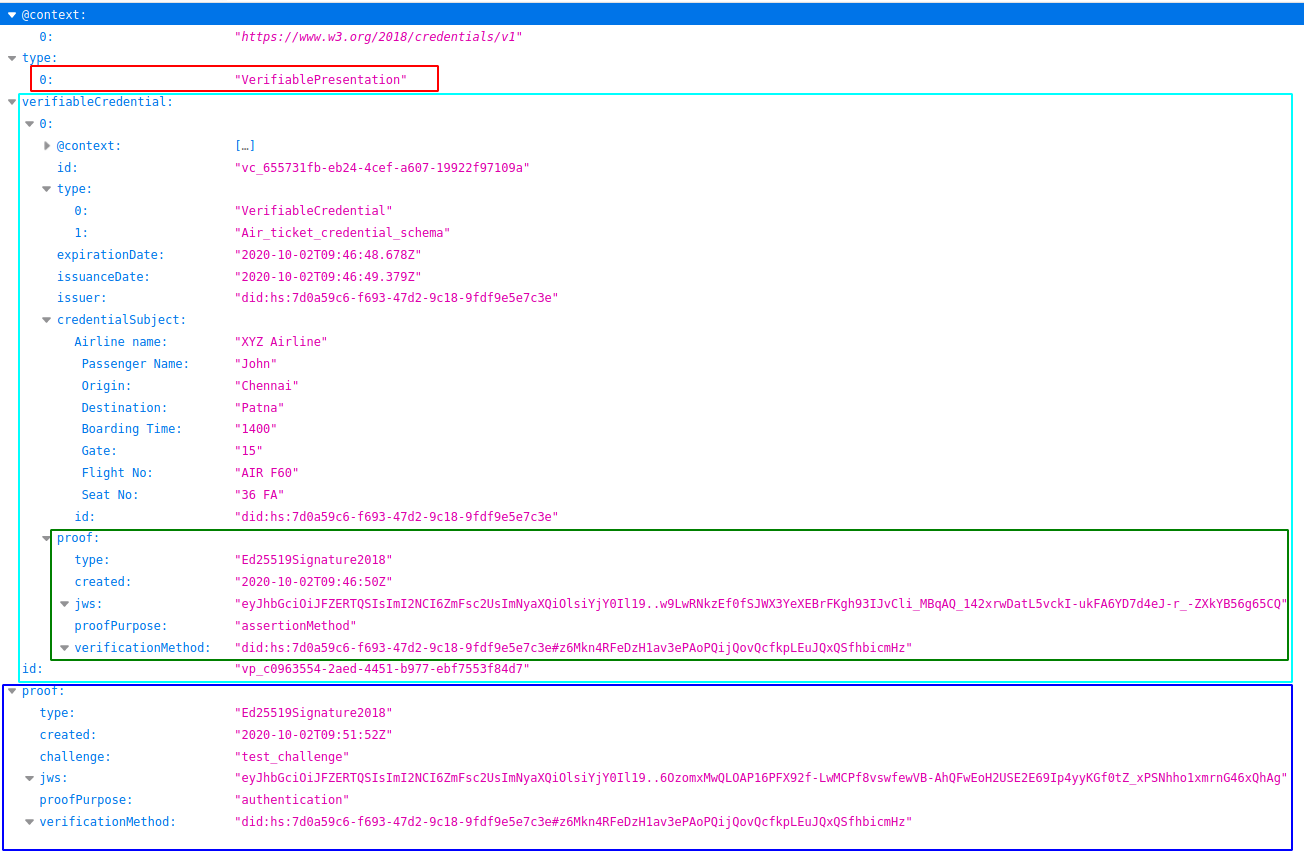 @context:
0: "https://www.w3.org/2018/credentials/v1"
type:
0: "VerifiablePresentation"
verifiableCredential:
0:
@context: […]
id: "vc_655731fb-eb24-4cef-a607-19922f97109a"
type:
0: "VerifiableCredential"
1: "Air_ticket_credential_schema"
expirationDate: "2020-10-02T09:46:48.678Z"
issuanceDate: "2020-10-02T09:46:49.379Z"
issuer: "did:hs:7d0a59c6-f693-47d2-9c18-9fdf9e5e7c3e"
credentialSubject:
Airline name: "XYZ Airline"
Passenger Name: "John"
Origin: "Chennai"
Destination: "Patna"
Boarding Time: "1400"
Gate: "15"
Flight No: "AIR F60"
Seat No: "36 FA"
id: "did:hs:7d0a59c6-f693-47d2-9c18-9fdf9e5e7c3e"
proof:
type: "Ed25519Signature2018"
created: "2020-10-02T09:46:50Z"
jws: "eyJhbGciOiJFZERTQSIsImI2NCI6ZmFsc2UsImNyaXQiOlsiYjY0Il19..w9LwRNkzEf0fSJWX3YeXEBrFKgh93IJvCli_MBqAQ_142xrwDatL5vckI-ukFA6YD7d4eJ-r_-ZXkYB56g65CQ"
proofPurpose: "assertionMethod"
verificationMethod: "did:hs:7d0a59c6-f693-47d2-9c18-9fdf9e5e7c3e#z6Mkn4RFeDzH1av3ePAoPQijQovQcfkpLEuJQxQSfhbicmHz"
id: "vp_c0963554-2aed-4451-b977-ebf7553f84d7"
proof:
type: "Ed25519Signature2018"
created: "2020-10-02T09:51:52Z"
challenge: "test_challenge"
jws: "eyJhbGciOiJFZERTQSIsImI2NCI6ZmFsc2UsImNyaXQiOlsiYjY0Il19..6OzomxMwQLOAP16PFX92f-LwMCPf8vswfewVB-AhQFwEoH2USE2E69Ip4yyKGf0tZ_xPSNhho1xmrnG46xQhAg"
proofPurpose: "authentication"
verificationMethod: "did:hs:7d0a59c6-f693-47d2-9c18-9fdf9e5e7c3e#z6Mkn4RFeDzH1av3ePAoPQijQovQcfkpLEuJQxQSfhbicmHz"